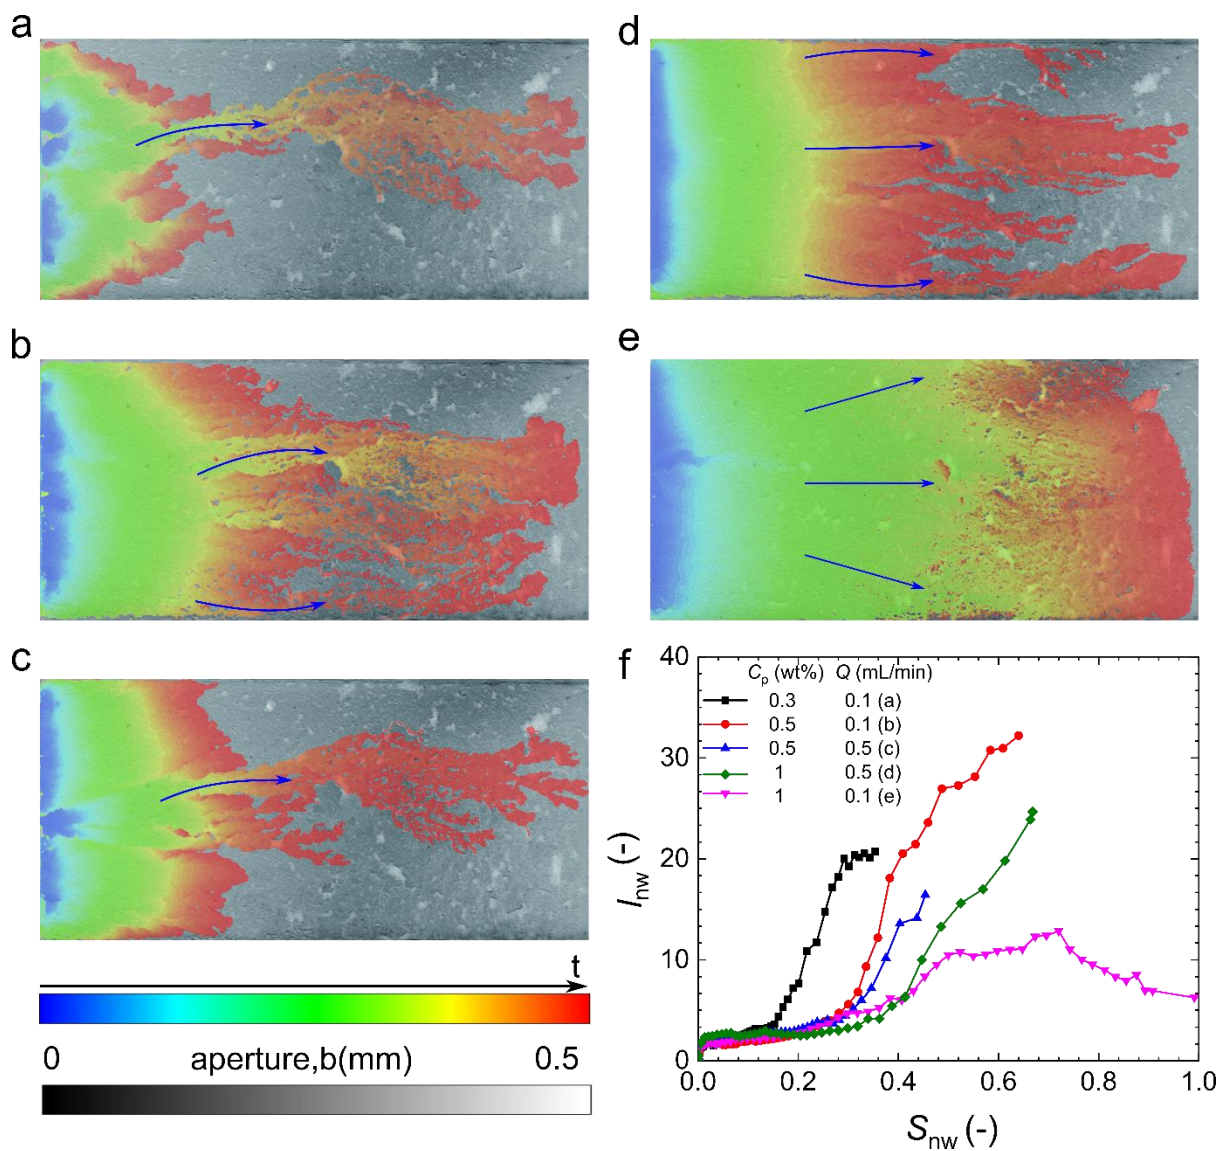 a
b
c
t
0 aperture,b(mm) 0.5
d
e
f
Cp (wt%) Q (mL/min)
0.3 0.1 (a)
0.5 0.1 (b)
0.5 0.5 (c)
1 0.5 (d)
1 0.1 (e)
40
30
20
10
0
Inw (-)
0.0 0.2 0.4 0.6 0.8 1.0
Snw (-)